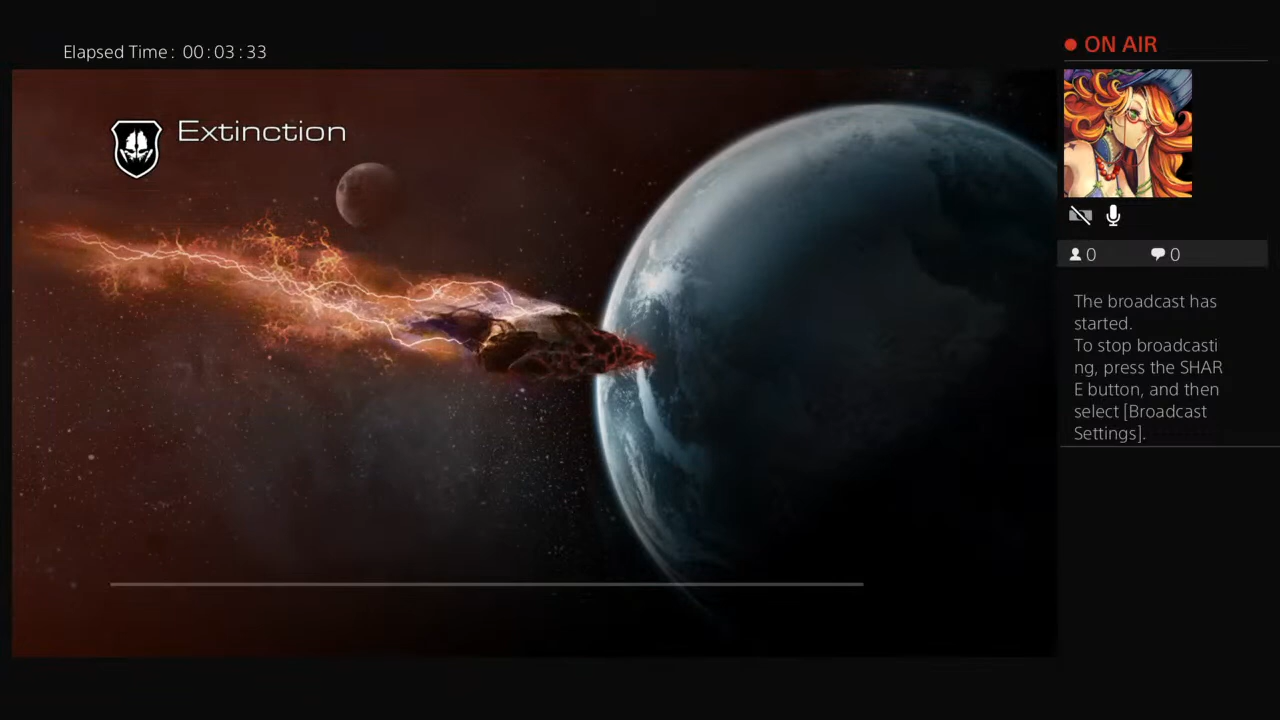 Elapsed Time: 00:03:33
ON AIR
Extinction
0 0
The broadcast has
started.
To stop broadcasti
ng, press the SHAR
E button, and then
select [Broadcast
Settings].